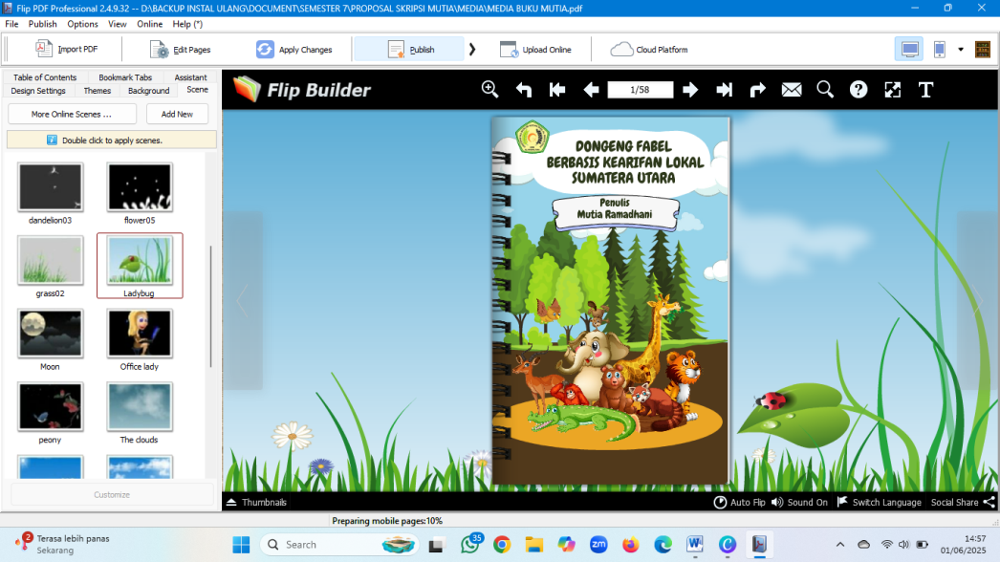 Flip PDF Professional 2.4.9.32 -- D:\BACKUP INSTAL ULANG\DOCUMENT\SEMESTER 7\PROPOSAL SKRIPSI MUTIA\MEDIA\MEDIA BUKU MUTIA.pdf
File Publish Options View Online Help (*)
Import PDF Edit Pages Apply Changes Publish Upload Online Cloud Platform
Table of Contents Bookmark Tabs Assistant
Design Settings Themes Background Scene
More Online Scenes ... Add New
Double click to apply scenes.
dandelion03 flower05
grass02 Ladybug
Moon Office lady
peony The clouds
Customize
Flip Builder 1/58
DONGENG FABEL
BERBASIS KEARIFAN LOKAL
SUMATERA UTARA
Penulis
Mutia Ramadhani
Thumbnails Auto Flip Sound On Switch Language Social Share
Preparing mobile pages:10%
2 Terasa lebih panas
Sekarang
Search
35
zm
14:57
01/06/2025